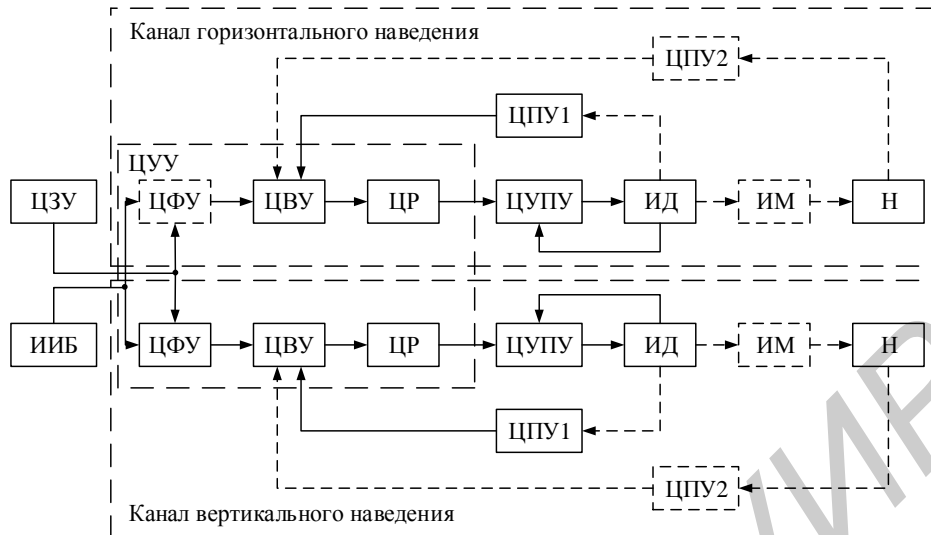 Канал горизонтального наведения
ЦПУ2
ЦПУ1
ЦУУ
ЦЗУ
ЦФУ
ЦВУ
ЦР
ЦУПУ
ИД
ИМ
Н
ИИБ
ЦФУ
ЦВУ
ЦР
ЦУПУ
ИД
ИМ
Н
ЦПУ1
ЦПУ2
Канал вертикального наведения